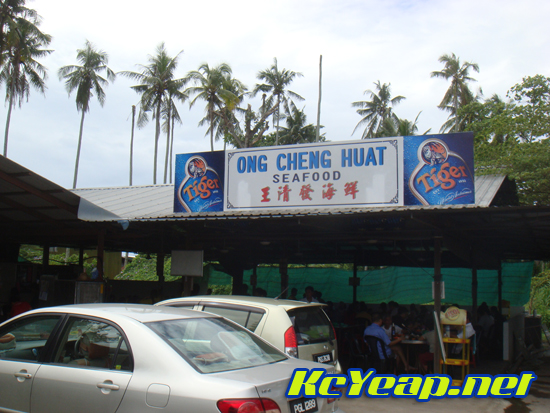 Tiger
ONG CHENG HUAT
SEAFOOD
王清發海鮮
Tiger
KcYeap.net